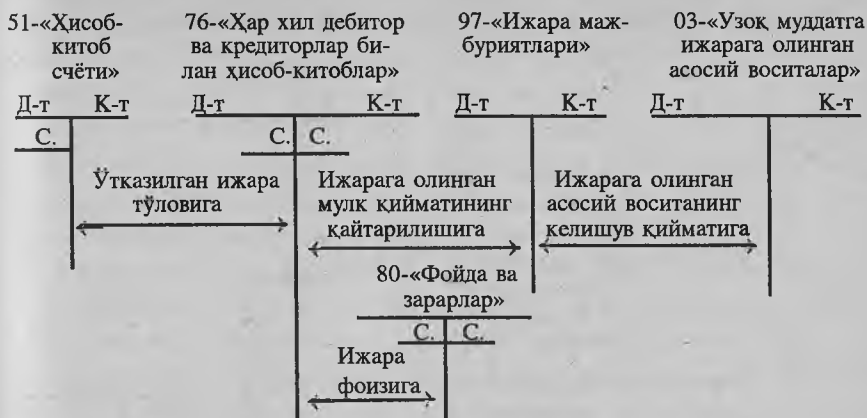 51-«Ҳисоб-
китоб
счёти»
76-«Ҳар хил дебитор
ва кредиторлар би-
лан ҳисоб-китоблар»
97-«Ижара маж-
буриятлари»
03-«Узоқ муддатга
ижарага олинган
асосий воситалар»
Д-т К-т
Д-т К-т
Д-т К-т
Д-т К-т
С.
С. С.
Ўтказилган ижара
тўловига
Ижарага олинган
мулк қийматининг
қайтарилишига
Ижарага олинган
асосий воситанинг
келишув қийматига
80-«Фойда ва
зарарлар»
С. С.
Ижара
фоизига